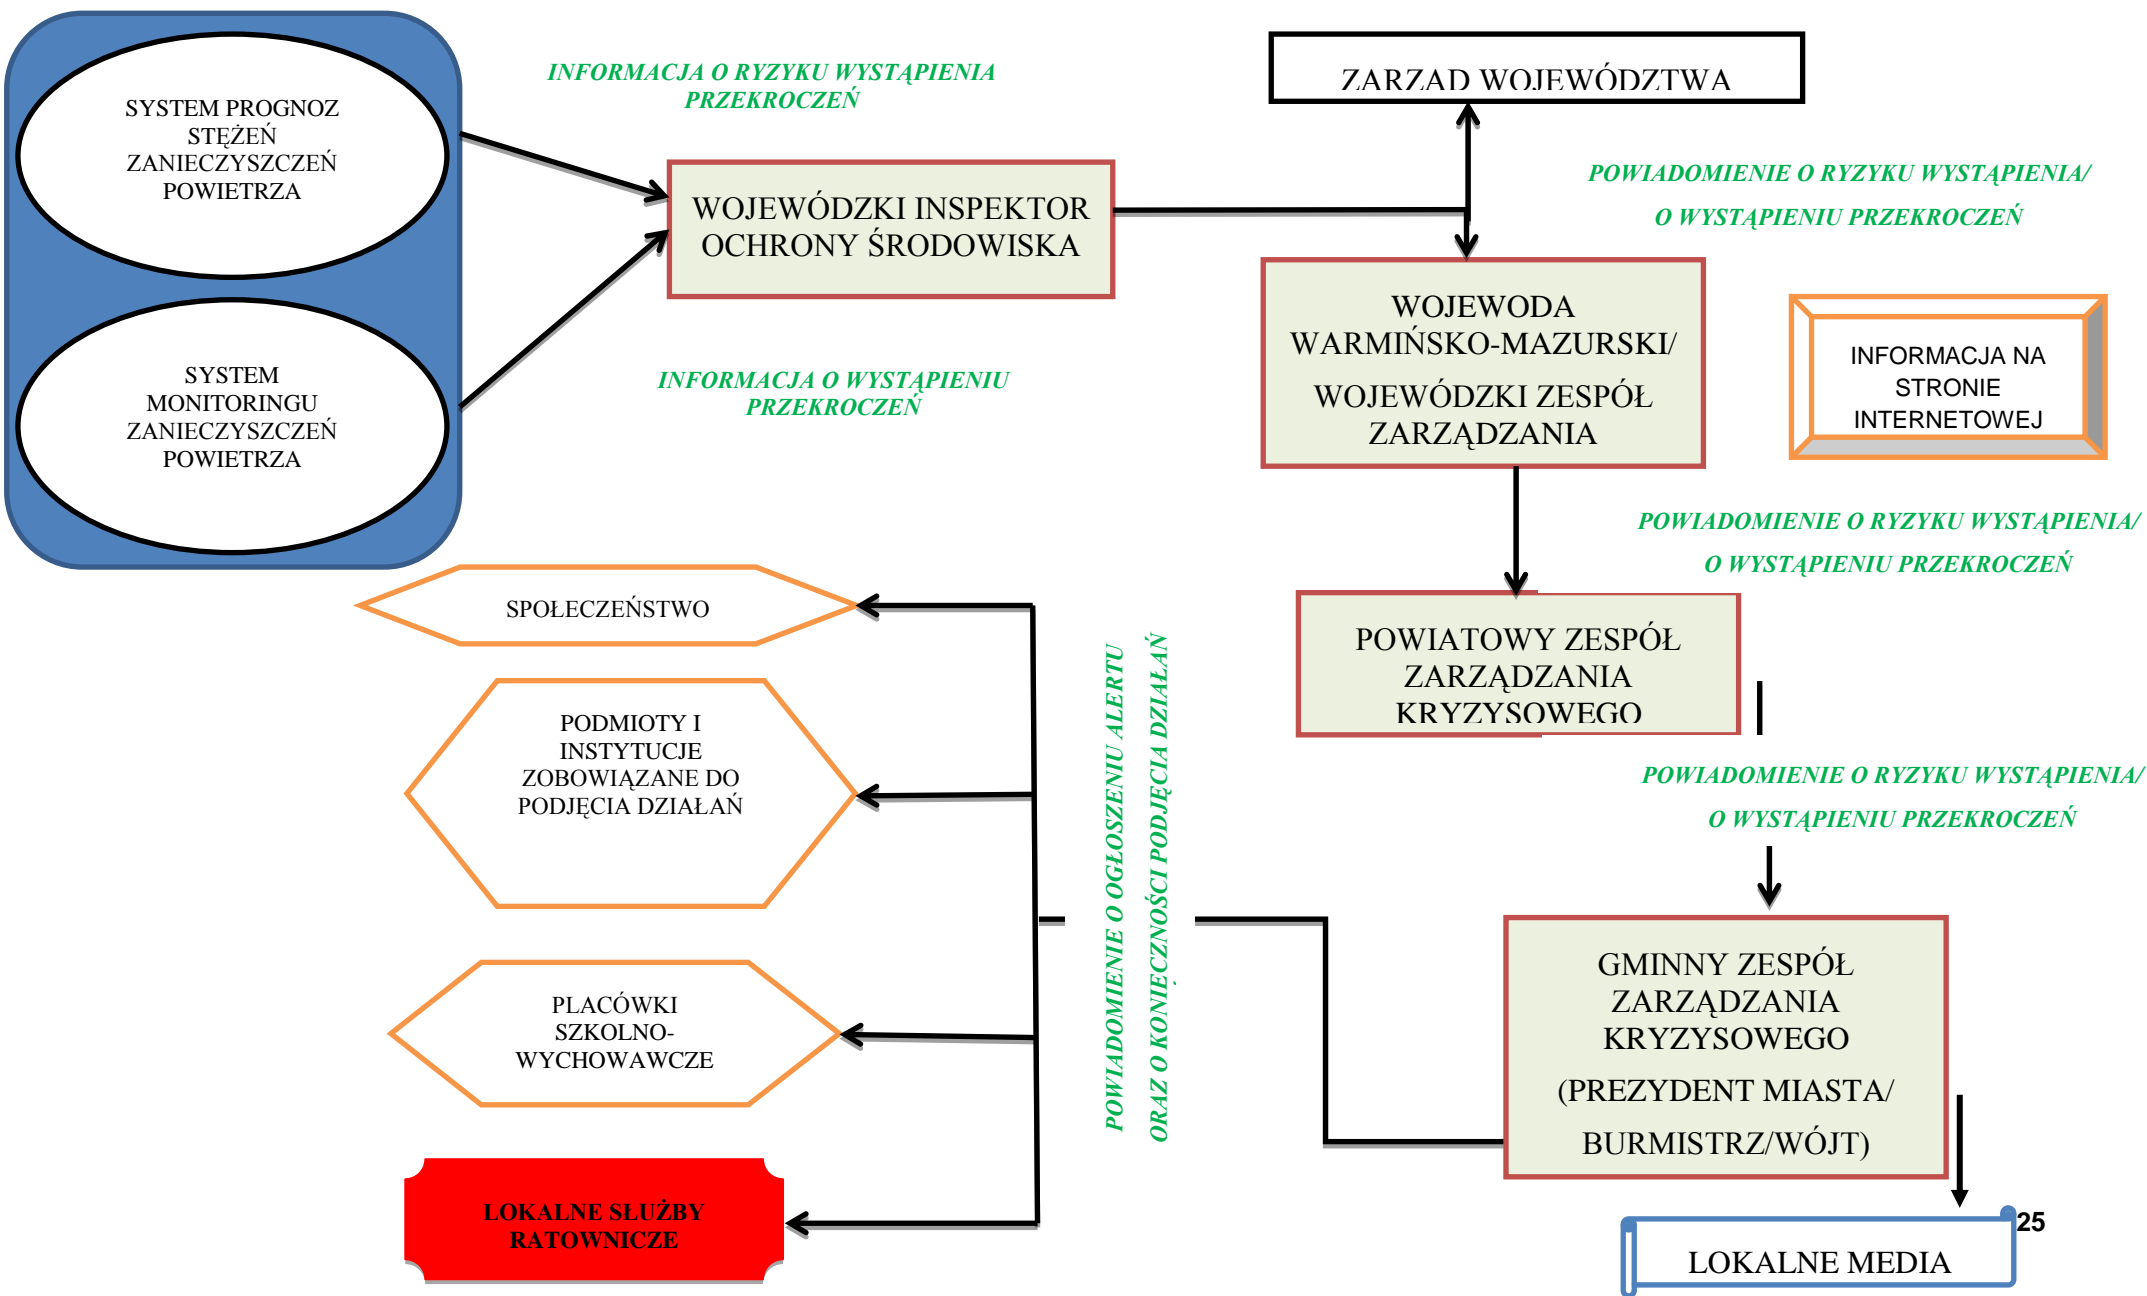 SYSTEM PROGNOZ
STĘŻEŃ
ZANIECZYSZCZEŃ
POWIETRZA
INFORMACJA O RYZYKU WYSTĄPIENIA
PRZEKROCZEŃ
ZARZAD WOJEWÓDZTWA
WOJEWÓDZKI INSPEKTOR
OCHRONY ŚRODOWISKA
POWIADOMIENIE O RYZYKU WYSTĄPIENIA/
O WYSTĄPIENIU PRZEKROCZEŃ
SYSTEM
MONITORINGU
ZANIECZYSZCZEŃ
POWIETRZA
INFORMACJA O WYSTĄPIENIU
PRZEKROCZEŃ
WOJEWODA
WARMIŃSKO-MAZURSKI/
WOJEWÓDZKI ZESPÓŁ
ZARZĄDZANIA
INFORMACJA NA
STRONIE
INTERNETOWEJ
POWIADOMIENIE O RYZYKU WYSTĄPIENIA/
O WYSTĄPIENIU PRZEKROCZEŃ
POWIATOWY ZESPÓŁ
ZARZĄDZANIA
KRYZYSOWEGO
POWIADOMIENIE O RYZYKU WYSTĄPIENIA/
O WYSTĄPIENIU PRZEKROCZEŃ
SPOŁECZEŃSTWO
PODMIOTY I
INSTYTUCJE
ZOBOWIĄZANE DO
PODJĘCIA DZIAŁAŃ
PLACÓWKI
SZKOLNO-
WYCHOWAWCZE
LOKALNE SŁUŻBY
RATOWNICZE
POWIADOMIENIE O OGŁOSZENIU ALERTU
ORAZ O KONIECZNOŚCI PODJĘCIA DZIAŁAŃ
GMINNY ZESPÓŁ
ZARZĄDZANIA
KRYZYSOWEGO
(PREZYDENT MIASTA/
BURMISTRZ/WÓJT)
25
LOKALNE MEDIA